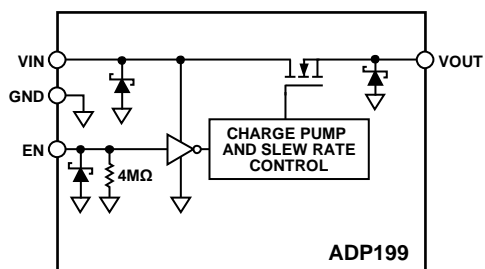 VIN
VOUT
GND
EN
4MΩ
CHARGE PUMP
AND SLEW RATE
CONTROL
ADP199